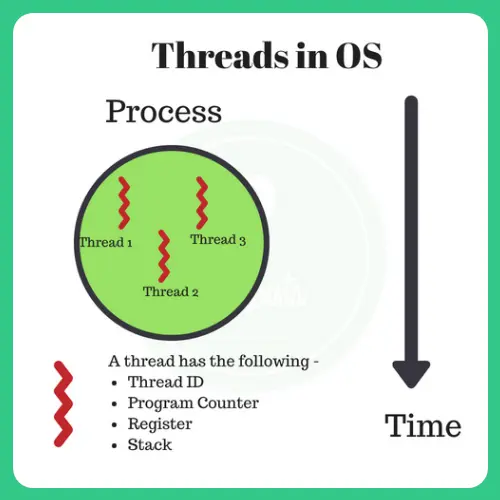 Threads in OS
Process
Thread 1
Thread 3
Thread 2
A thread has the following -
• Thread ID
• Program Counter
• Register
• Stack
Time